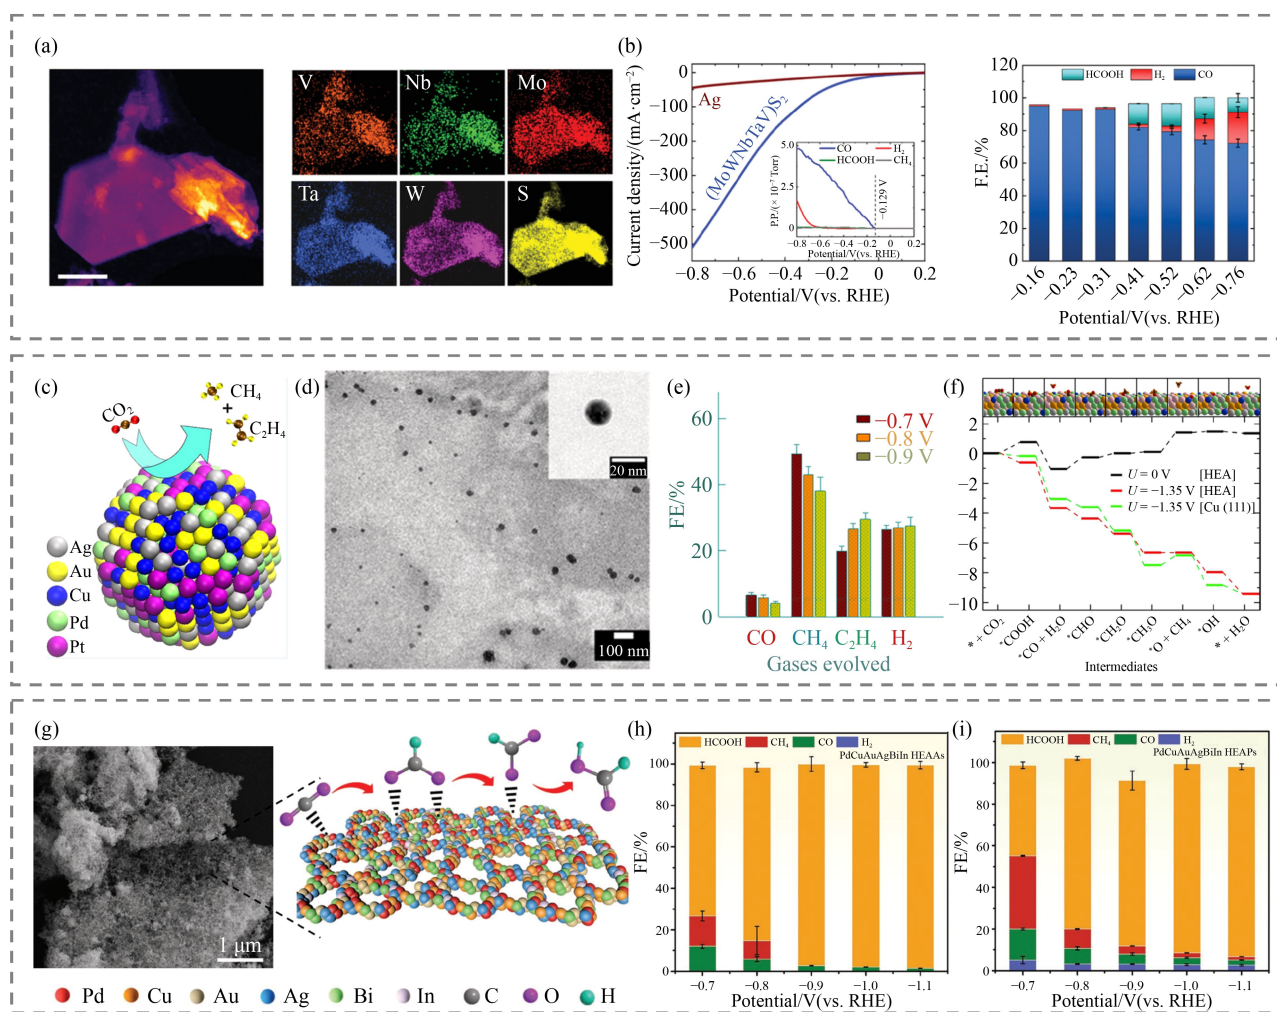 (a)
V
Nb
Mo
Ta
W
S
(b)
Current density/(mA·cm⁻²)
0
−100
−200
−300
−400
−500
Ag
(MoWNbTaV)S₂
P.P./(× 10⁻⁷ Torr)
5.0
2.5
0
CO
H₂
HCOOH
CH₄
−0.129 V
−0.8 −0.6 −0.4 −0.2 0 0.2
Potential/V(vs. RHE)
−0.8 −0.6 −0.4 −0.2 0 0.2
Potential/V(vs. RHE)
F.E./%
120
100
80
60
40
20
0
HCOOH H₂ CO
−0.16 −0.23 −0.31 −0.41 −0.52 −0.62 −0.76
Potential/V(vs. RHE)
(c)
CO₂
CH₄
+
C₂H₄
Ag
Au
Cu
Pd
Pt
(d)
20 nm
100 nm
(e)
FE/%
60
40
20
0
−0.7 V
−0.8 V
−0.9 V
CO CH₄ C₂H₄ H₂
Gases evolved
(f)
2
0
−2
−4
−6
−8
−10
U = 0 V [HEA]
U = −1.35 V [HEA]
U = −1.35 V [Cu (111)]
* + CO₂
*COOH
*CO + H₂O
*CHO
*CH₂O
*CH₃O
*O + CH₄
*OH
* + H₂O
Intermediates
(g)
1 μm
Pd Cu Au Ag Bi In C O H
(h)
HCOOH CH₄ CO H₂
PdCuAuAgBiIn HEAAs
FE/%
100
80
60
40
20
0
−0.7 −0.8 −0.9 −1.0 −1.1
Potential/V(vs. RHE)
(i)
HCOOH CH₄ CO H₂
PdCuAuAgBiIn HEAPs
FE/%
100
80
60
40
20
0
−0.7 −0.8 −0.9 −1.0 −1.1
Potential/V(vs. RHE)